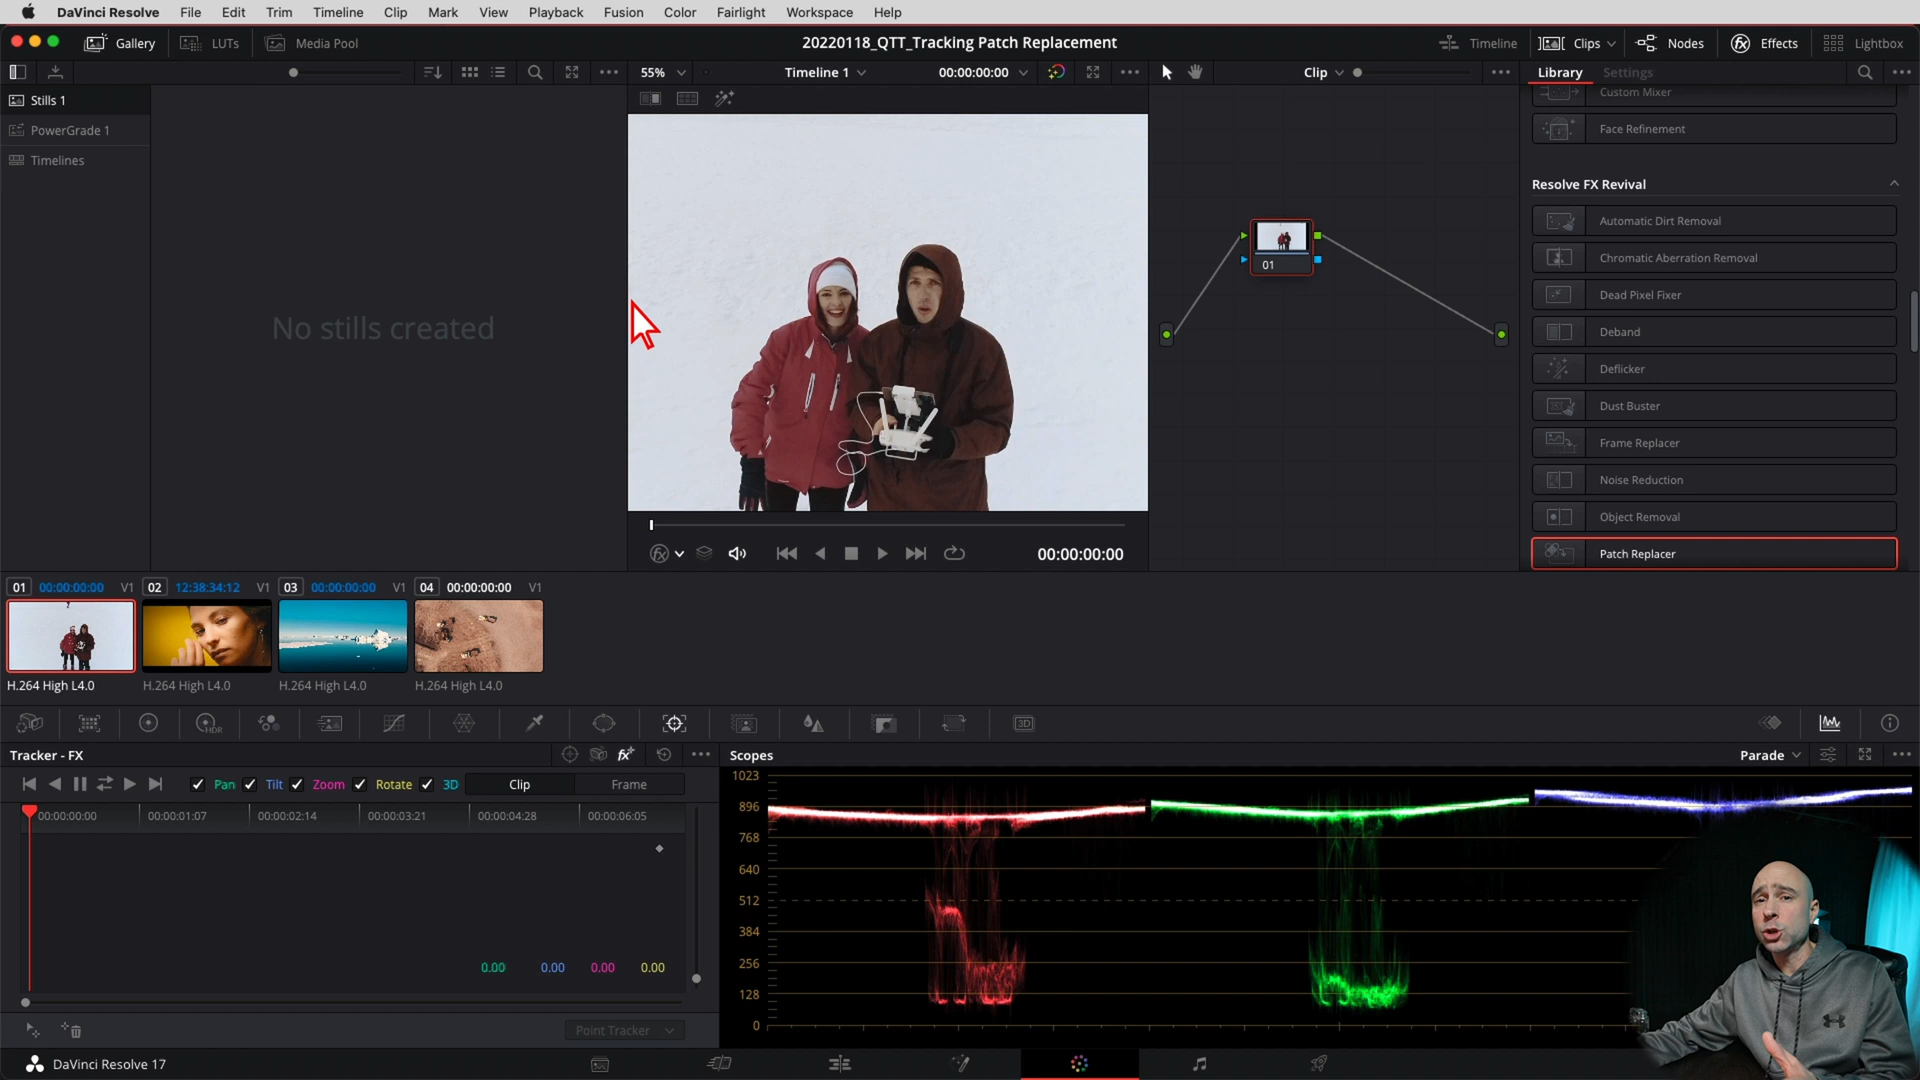 DaVinci Resolve File Edit Trim Timeline Clip Mark View Playback Fusion Color Fairlight Workspace Help
Gallery LUTs Media Pool 20220118_QTT_Tracking Patch Replacement Timeline Clips Nodes Effects Lightbox
55% Timeline 1 00:00:00:00 Clip Library Settings
Stills 1
PowerGrade 1
Timelines
No stills created
01
Custom Mixer
Face Refinement
Resolve FX Revival
Automatic Dirt Removal
Chromatic Aberration Removal
Dead Pixel Fixer
Deband
Deflicker
Dust Buster
Frame Replacer
Noise Reduction
Object Removal
Patch Replacer
00:00:00:00
01 00:00:00:00 V1 02 12:38:34:12 V1 03 00:00:00:00 V1 04 00:00:00:00 V1
H.264 High L4.0 H.264 High L4.0 H.264 High L4.0 H.264 High L4.0
HDR 3D
Tracker - FX
Pan Tilt Zoom Rotate 3D Clip Frame
00:00:00:00 00:00:01:07 00:00:02:14 00:00:03:21 00:00:04:28 00:00:06:05
0.00 0.00 0.00 0.00
Point Tracker
Scopes Parade
1023
896
768
640
512
384
256
128
0
DaVinci Resolve 17